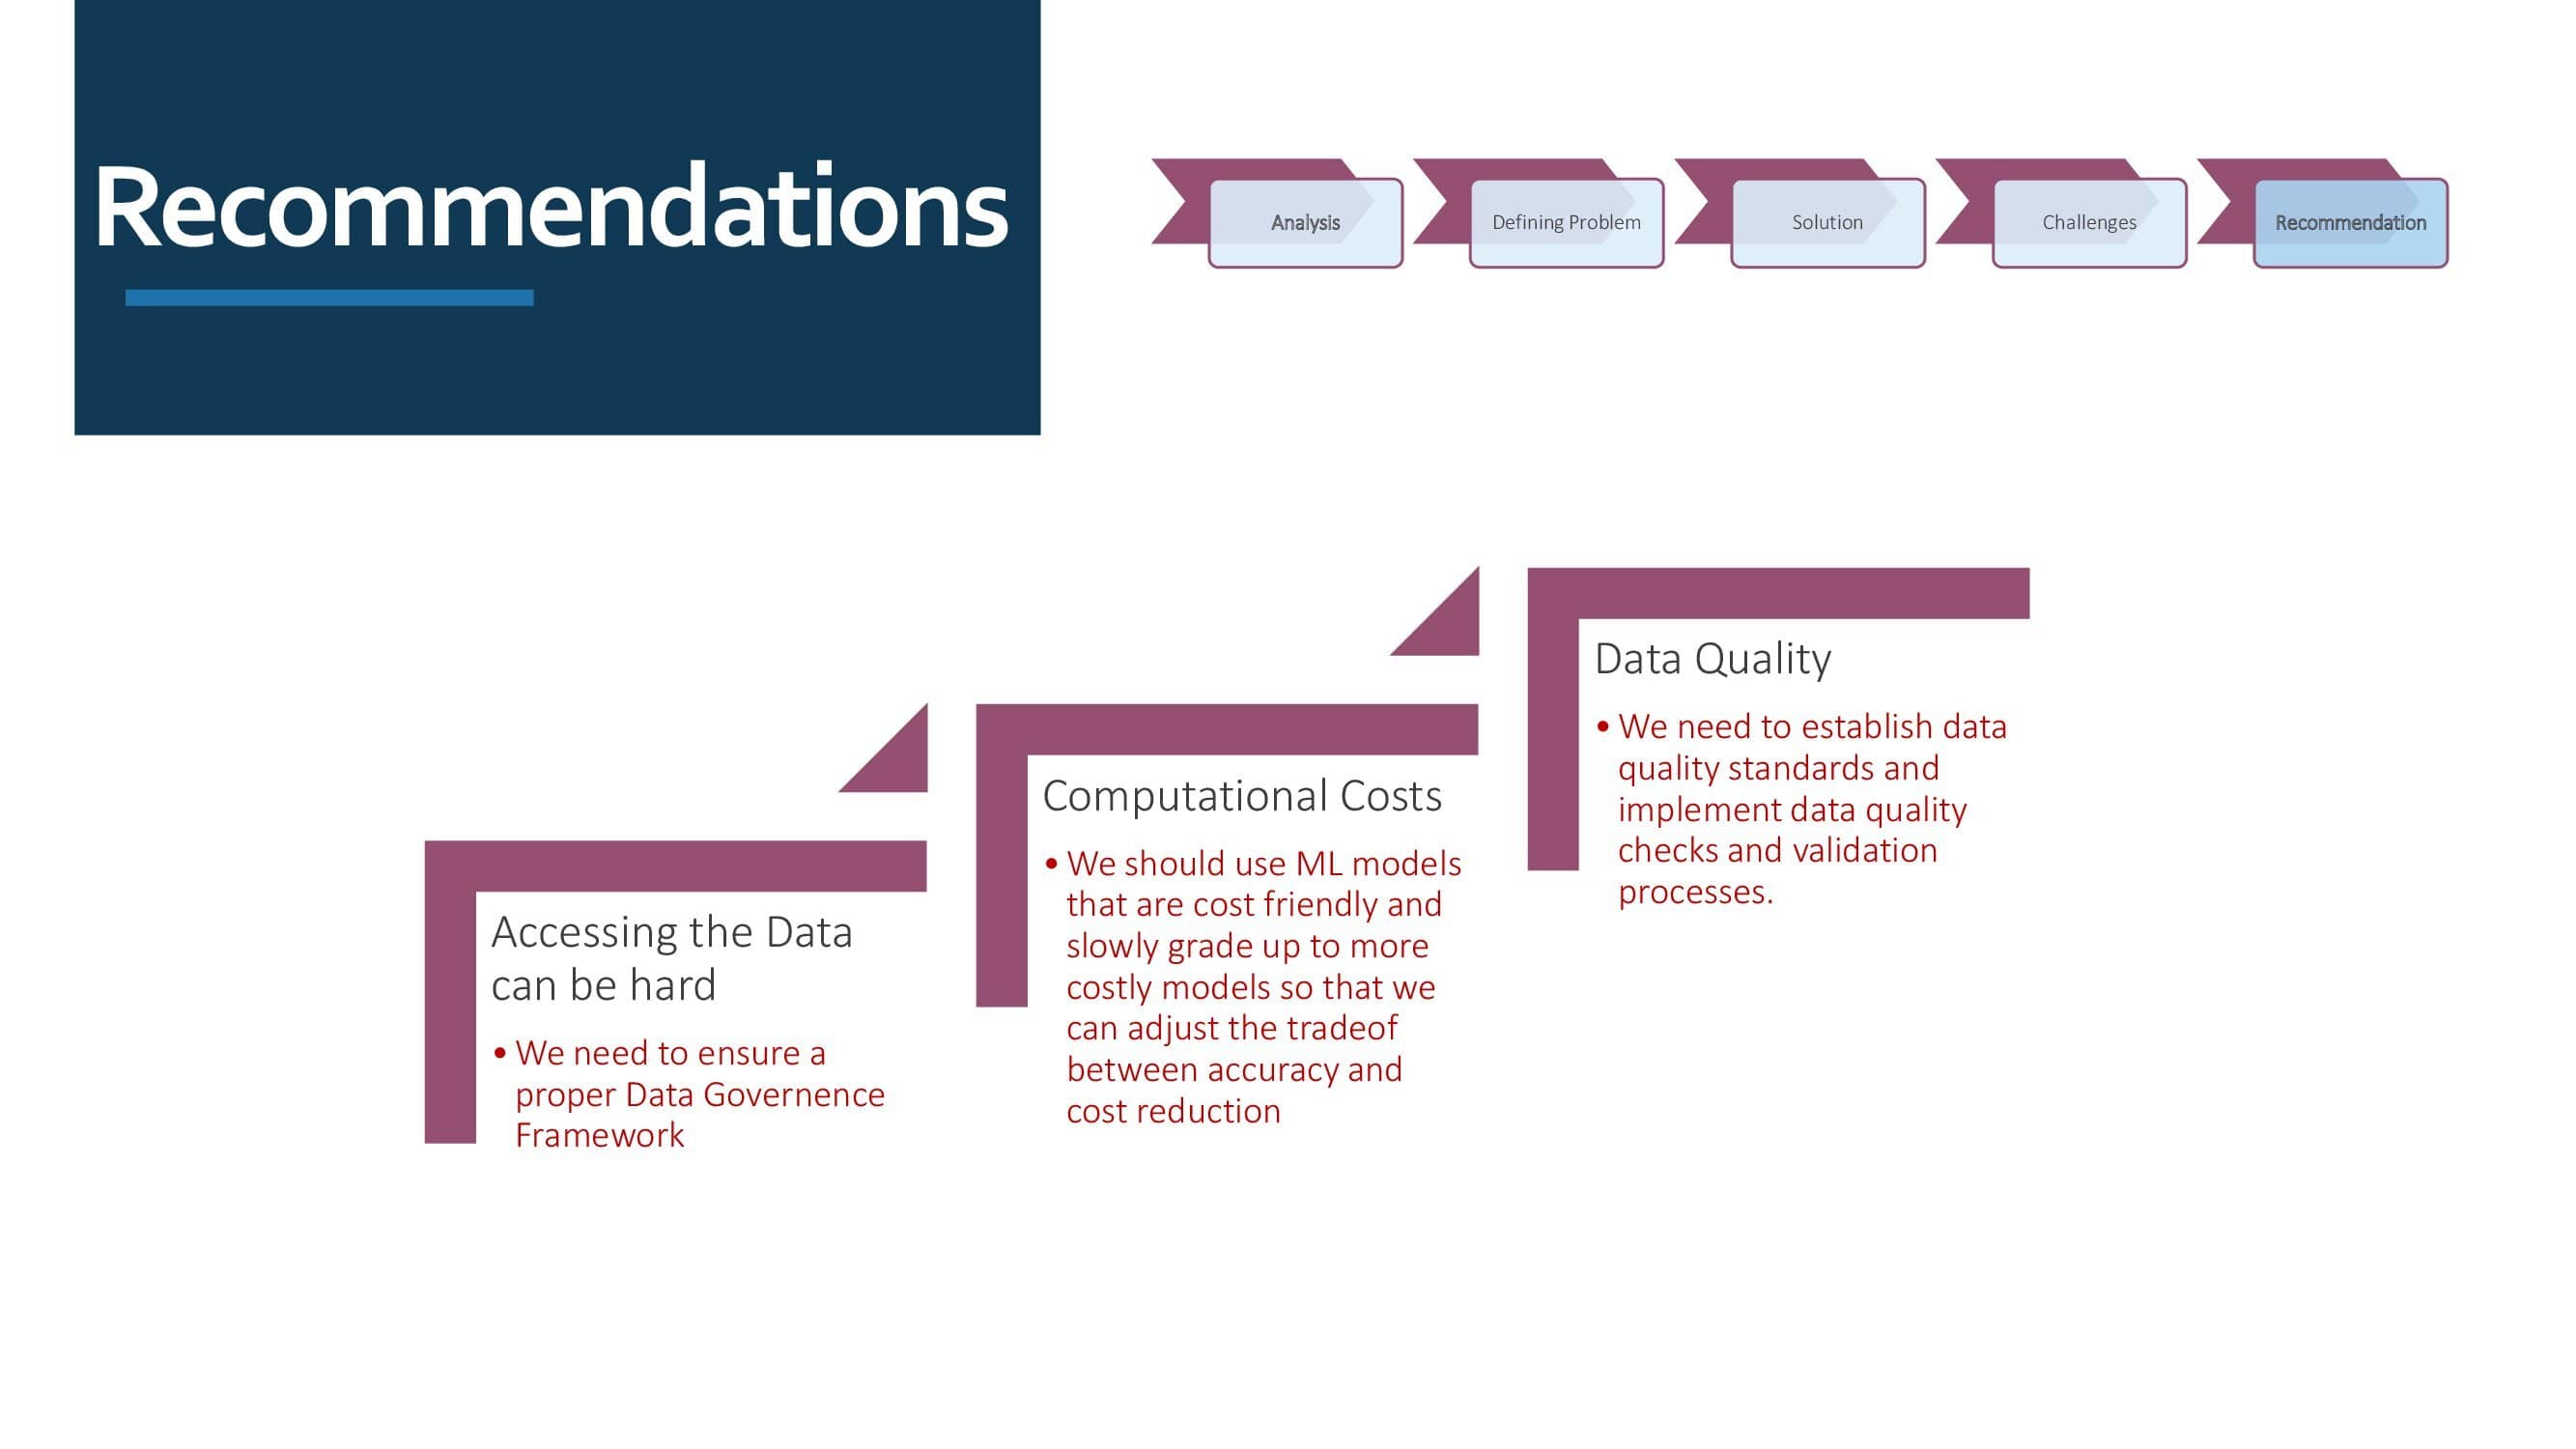 Recommendations
Analysis
Defining Problem
Solution
Challenges
Recommendation
Accessing the Data
can be hard
• We need to ensure a
proper Data Governence
Framework
Computational Costs
• We should use ML models
that are cost friendly and
slowly grade up to more
costly models so that we
can adjust the tradeof
between accuracy and
cost reduction
Data Quality
• We need to establish data
quality standards and
implement data quality
checks and validation
processes.